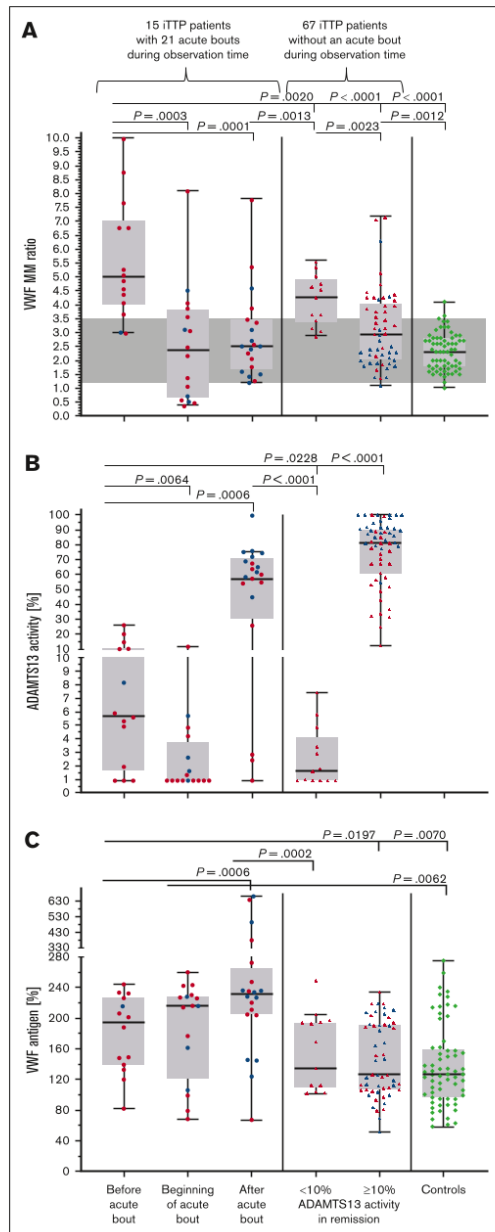 A
15 iTTP patients
with 21 acute bouts
during observation time
67 iTTP patients
without an acute bout
during observation time
P = .0020 P < .0001 P < .0001
P = .0003 P = .0013 P = .0012
P = .0001 P = .0023
VWF MM ratio
10.0
9.5
9.0
8.5
8.0
7.5
7.0
6.5
6.0
5.5
5.0
4.5
4.0
3.5
3.0
2.5
2.0
1.5
1.0
0.5
0.0
B
P = .0228 P < .0001
P = .0064
P = .0006 P < .0001
ADAMTS13 activity [%]
100
90
80
70
60
50
40
30
20
10
10
9
8
7
6
5
4
3
2
1
0
C
P = .0197 P = .0070
P = .0002
P = .0006 P = .0062
VWF antigen [%]
630
530
430
330
280
240
200
160
120
80
40
0
Before
acute
bout
Beginning
of acute
bout
After
acute
bout
<10% ≥10%
ADAMTS13 activity
in remission
Controls